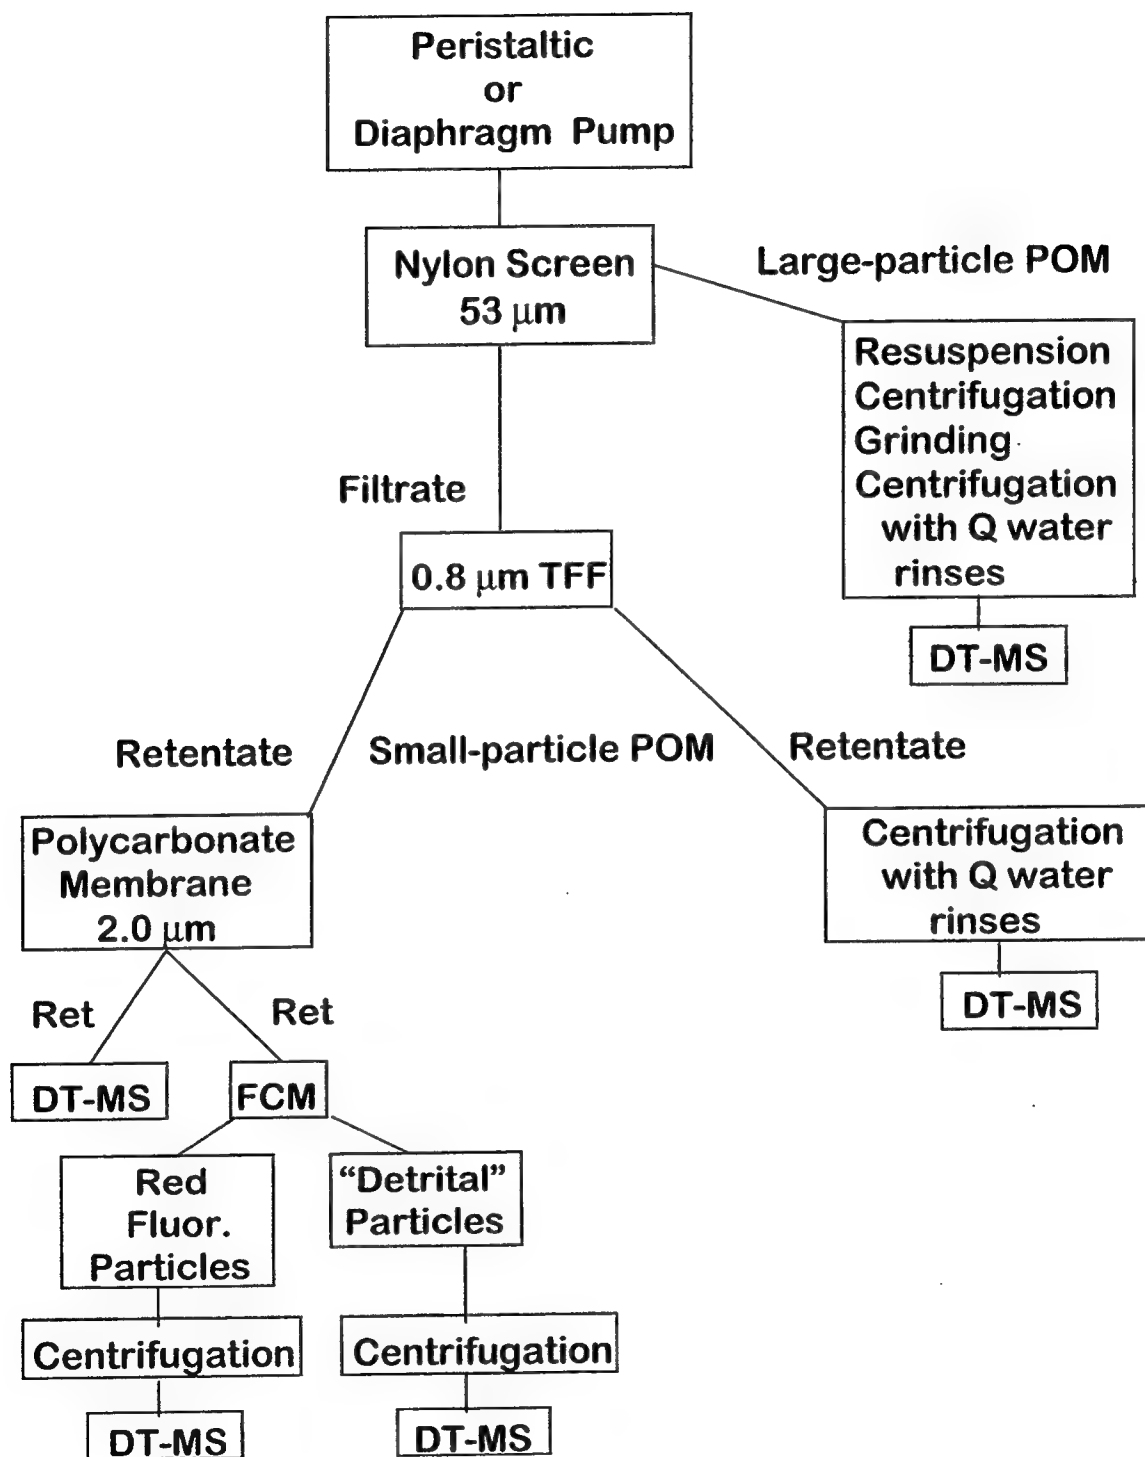 Peristaltic
or
Diaphragm Pump
Nylon Screen
53 μm
Large-particle POM
Resuspension
Centrifugation
Grinding
Centrifugation
with Q water
rinses
DT-MS
Filtrate
0.8 μm TFF
Retentate
Small-particle POM
Retentate
Polycarbonate
Membrane
2.0 μm
Centrifugation
with Q water
rinses
DT-MS
Ret
Ret
DT-MS
FCM
Red
Fluor.
Particles
“Detrital”
Particles
Centrifugation
Centrifugation
DT-MS
DT-MS